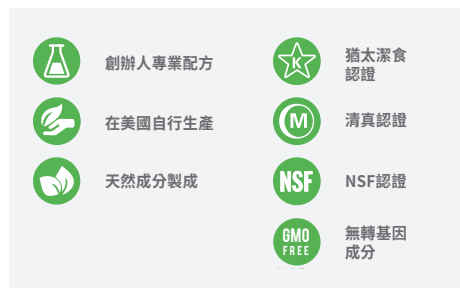 創辦人專業配方
在美國自行生產
天然成分製成
K
猶太潔食
認證
M
清真認證
NSF
NSF認證
GMO
FREE
無轉基因
成分